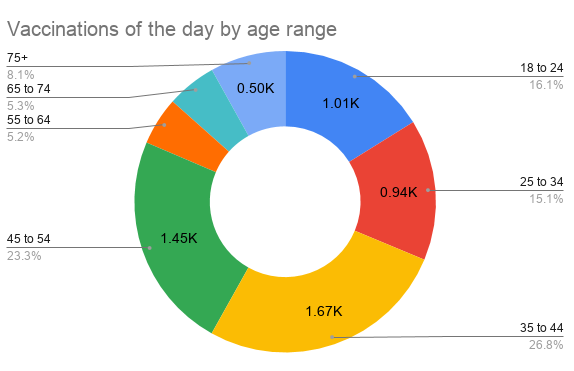 Vaccinations of the day by age range
75+
8.1%
65 to 74
5.3%
55 to 64
5.2%
45 to 54
23.3%
18 to 24
16.1%
25 to 34
15.1%
35 to 44
26.8%
0.50K
1.01K
0.94K
1.45K
1.67K